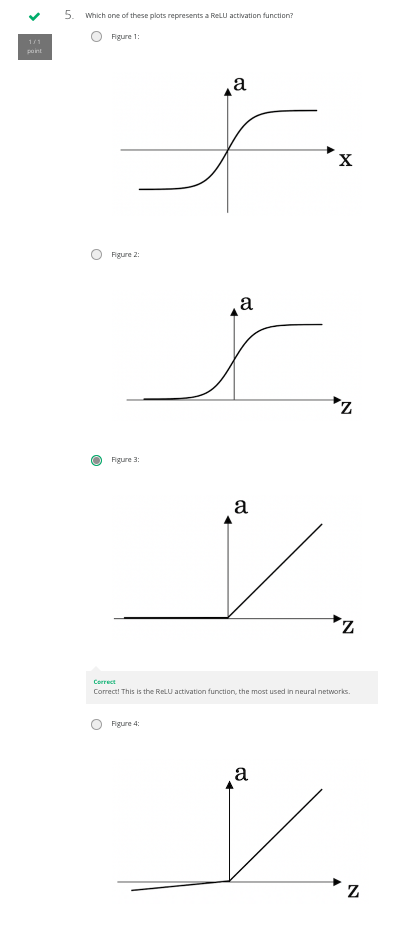 5. Which one of these plots represents a ReLU activation function?
1 / 1
point
Figure 1:
a
x
Figure 2:
a
z
Figure 3:
a
z
Correct
Correct! This is the ReLU activation function, the most used in neural networks.
Figure 4:
a
z